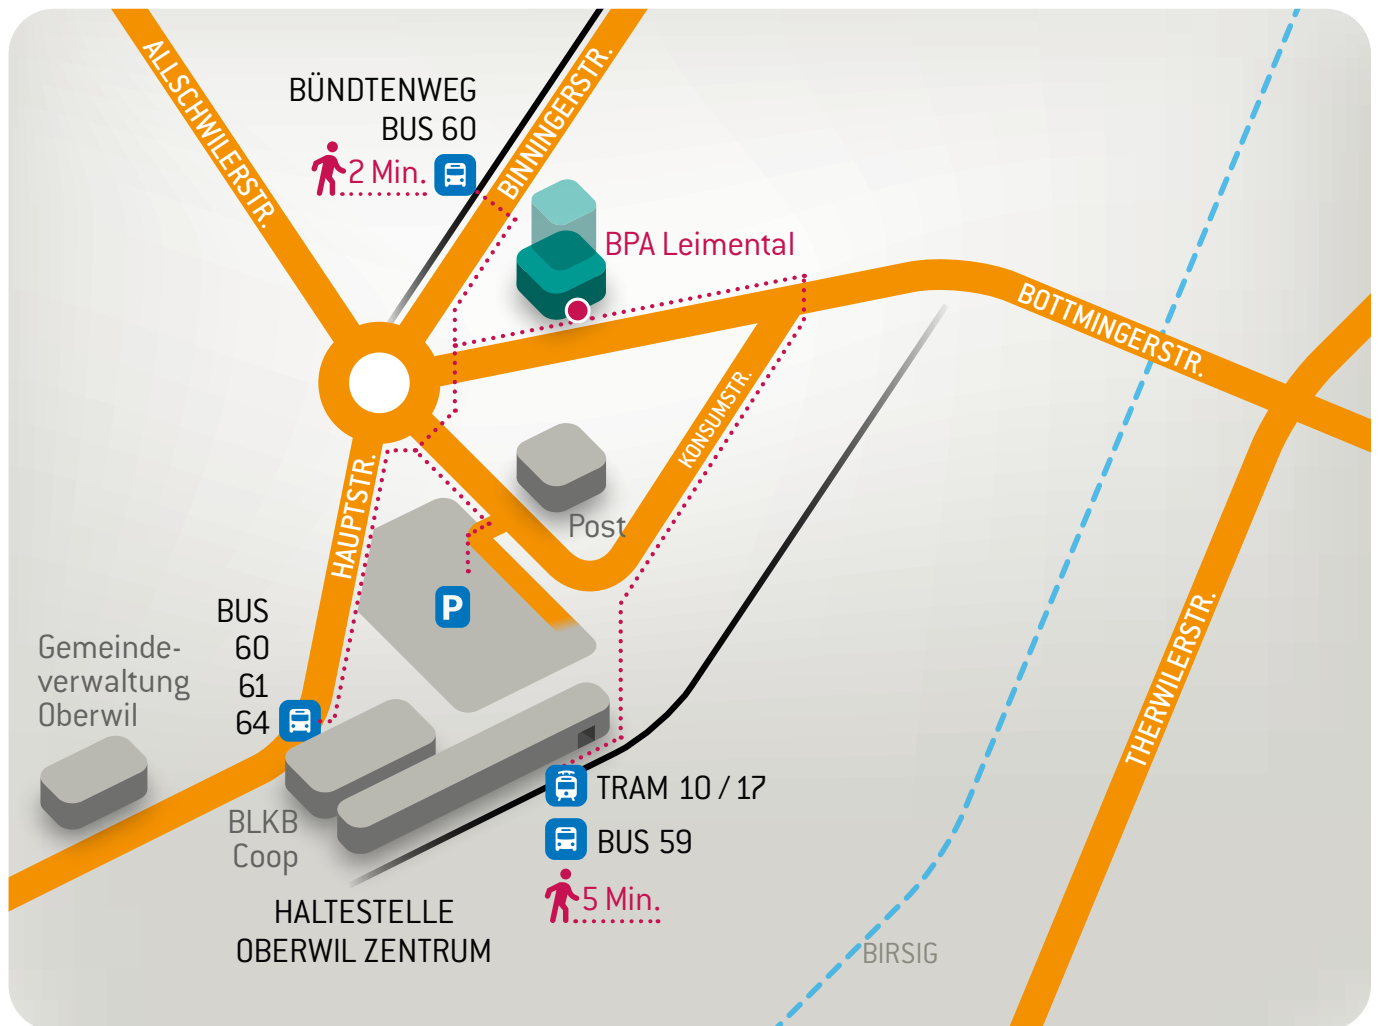 ALLSCHWILERSTR.
BÜNDTENWEG
BUS 60
2 Min.
BINNINGERSTR.
BPA Leimental
BOTTMINGERSTR.
KONSUMSTR.
HAUPTSTR.
Post
P
BUS
60
61
64
Gemeinde-
verwaltung
Oberwil
THERWILERSTR.
TRAM 10 / 17
BUS 59
5 Min.
BLKB
Coop
HALTESTELLE
OBERWIL ZENTRUM
BIRSIG